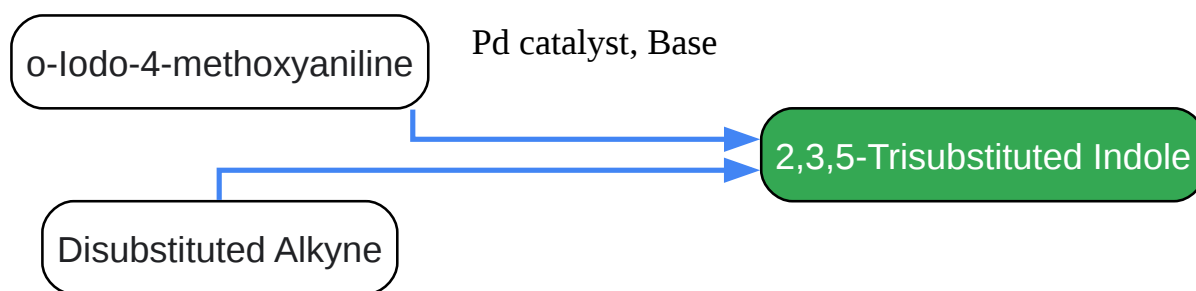 o-Iodo-4-methoxyaniline
Pd catalyst, Base
2,3,5-Trisubstituted Indole
Disubstituted Alkyne